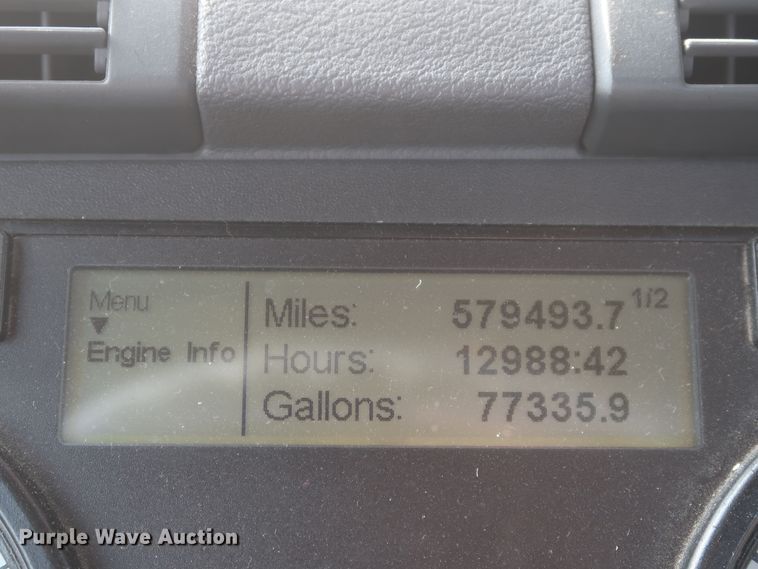 Menu
▼
Engine Info
Miles: 579493.7 1/2
Hours: 12988:42
Gallons: 77335.9
Purple Wave Auction®